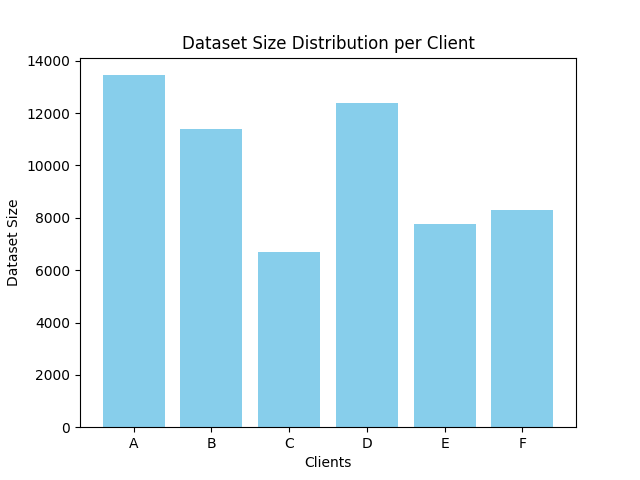 Dataset Size Distribution per Client
Dataset Size
14000
12000
10000
8000
6000
4000
2000
0
A B C D E F
Clients